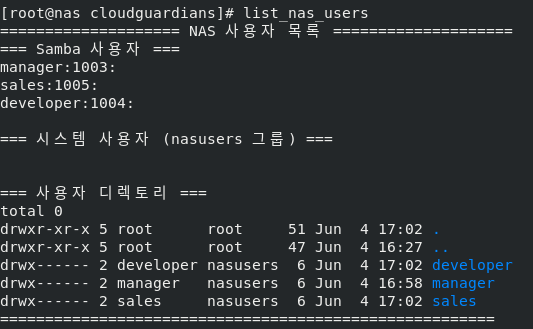 [root@nas cloudguardians]# list_nas_users
==================== NAS 사용자 목록 ====================
=== Samba 사용자 ===
manager:1003:
sales:1005:
developer:1004:
=== 시스템 사용자 (nasusers 그룹) ===
=== 사용자 디렉토리 ===
total 0
drwxr-xr-x 5 root      root     51 Jun  4 17:02 .
drwxr-xr-x 5 root      root     47 Jun  4 16:27 ..
drwx------ 2 developer nasusers  6 Jun  4 17:02 developer
drwx------ 2 manager   nasusers  6 Jun  4 16:58 manager
drwx------ 2 sales     nasusers  6 Jun  4 17:02 sales
=======================================================